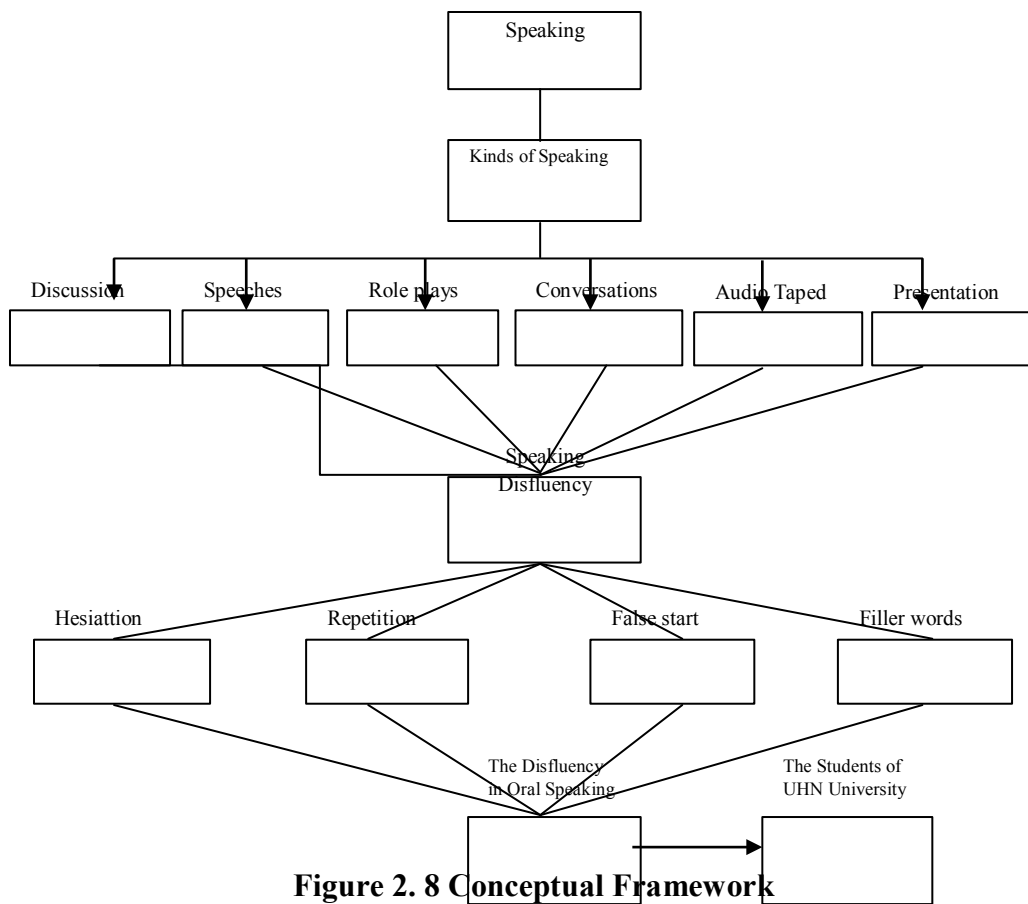 Speaking
Kinds of Speaking
Discussion Speeches Role plays Conversations Audio Taped Presentation
Speaking
Disfluency
Hesiattion Repetition False start Filler words
The Disfluency
in Oral Speaking
The Students of
UHN University
Figure 2. 8 Conceptual Framework